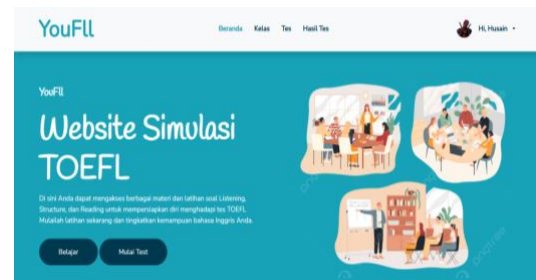 YouFll
Beranda Kelas Tes Hasil Tes
Hi, Husain
YouFll
Website Simulasi
TOEFL
Di sini Anda dapat mengakses berbagai materi dan latihan soal Listening,
Structure, dan Reading untuk mempersiapkan diri menghadapi tes TOEFL.
Mulailah latihan sekarang dan tingkatkan kemampuan bahasa Inggris Anda.
Belajar Mulai Test
pngtree